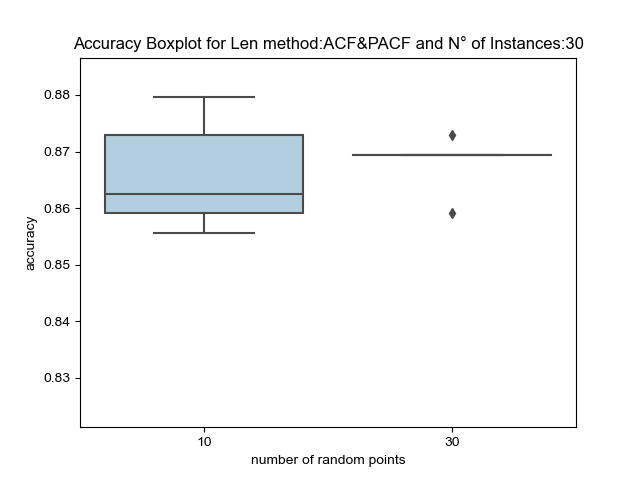 Accuracy Boxplot for Len method:ACF&PACF and N° of Instances:30
accuracy
0.88
0.87
0.86
0.85
0.84
0.83
10 30
number of random points